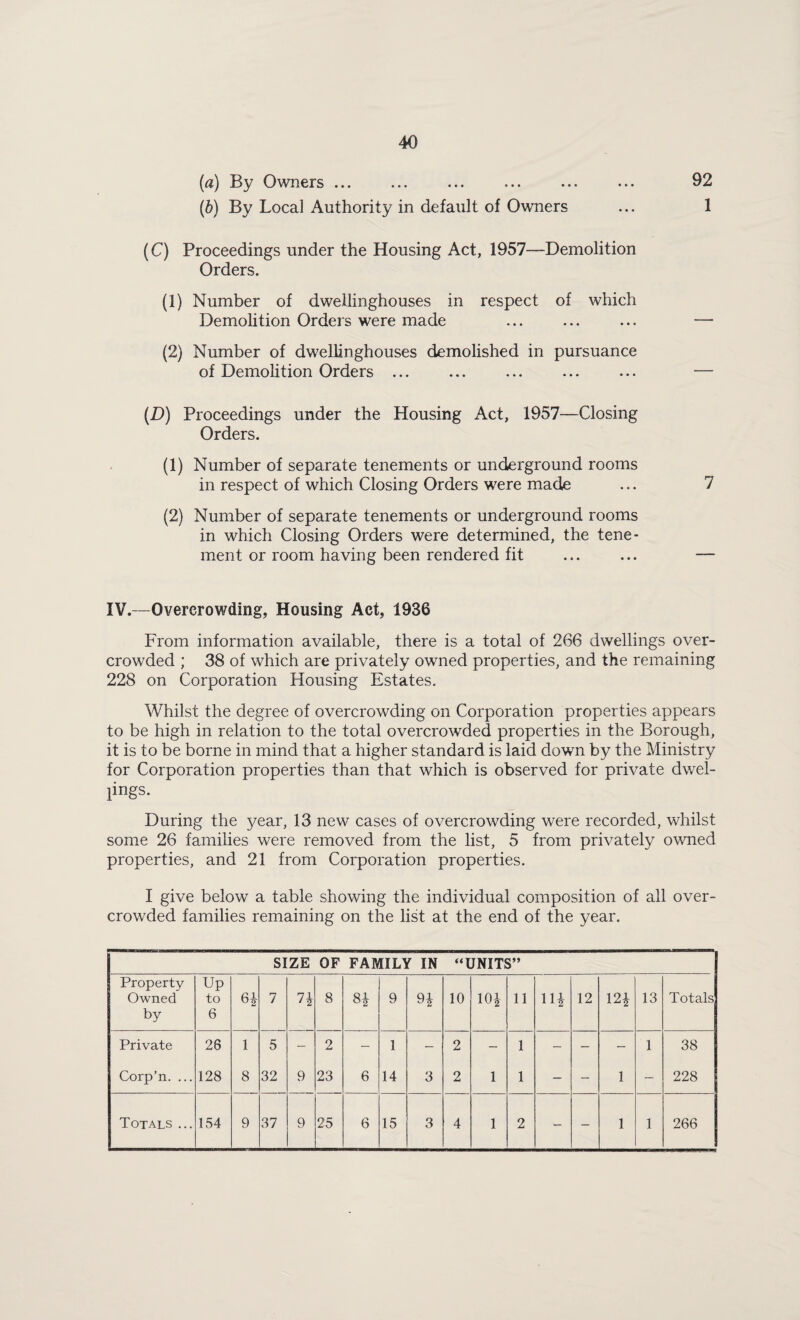 40
(a) By Owners ... ... ... ... ... ... 92
(b) By Local Authority in default of Owners ... 1
(C) Proceedings under the Housing Act, 1957—Demolition
Orders.
(1) Number of dwellinghouses in respect of which
Demolition Orders were made ... ... ... —
(2) Number of dwellinghouses demolished in pursuance
of Demolition Orders ... ... ... ... ... —
(D) Proceedings under the Housing Act, 1957—Closing
Orders.
(1) Number of separate tenements or underground rooms
in respect of which Closing Orders were made ... 7
(2) Number of separate tenements or underground rooms
in which Closing Orders were determined, the tene-
ment or room having been rendered fit ... ... —
IV.—Overcrowding, Housing Act, 1936
From information available, there is a total of 266 dwellings over-
crowded ; 38 of which are privately owned properties, and the remaining
228 on Corporation Housing Estates.
Whilst the degree of overcrowding on Corporation properties appears
to be high in relation to the total overcrowded properties in the Borough,
it is to be borne in mind that a higher standard is laid down by the Ministry
for Corporation properties than that which is observed for private dwel-
lings.
During the year, 13 new cases of overcrowding were recorded, whilst
some 26 families were removed from the list, 5 from privately owned
properties, and 21 from Corporation properties.
I give below a table showing the individual composition of all over-
crowded families remaining on the list at the end of the year.
SIZE OF FAMILY IN “UNITS”
Property Owned by Up to 6 6½ 7 7½ 8 8½ 9 9½ 10 10½ 11 11½ 12 12½ 13 Totals
Private 26 1 5 – 2 – 1 – 2 – 1 – – – 1 38
Corp'n. ... 128 8 32 9 23 6 14 3 2 1 1 – – 1 – 228
Totals ... 154 9 37 9 25 6 15 3 4 1 2 – – 1 1 266